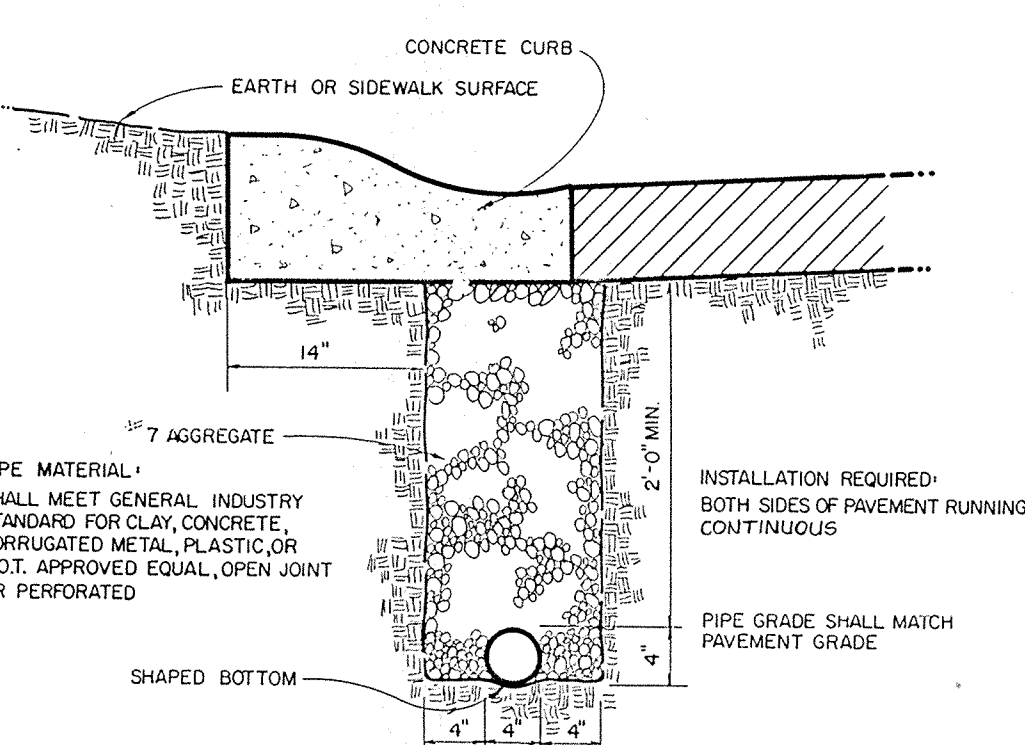 CONCRETE CURB
EARTH OR SIDEWALK SURFACE
14"
7 AGGREGATE
PE MATERIAL:
HALL MEET GENERAL INDUSTRY
TANDARD FOR CLAY, CONCRETE,
ORRUGATED METAL, PLASTIC, OR
O.T. APPROVED EQUAL, OPEN JOINT
R PERFORATED
2'-0" MIN.
INSTALLATION REQUIRED:
BOTH SIDES OF PAVEMENT RUNNING
CONTINUOUS
PIPE GRADE SHALL MATCH
PAVEMENT GRADE
4"
SHAPED BOTTOM
4" 4" 4"